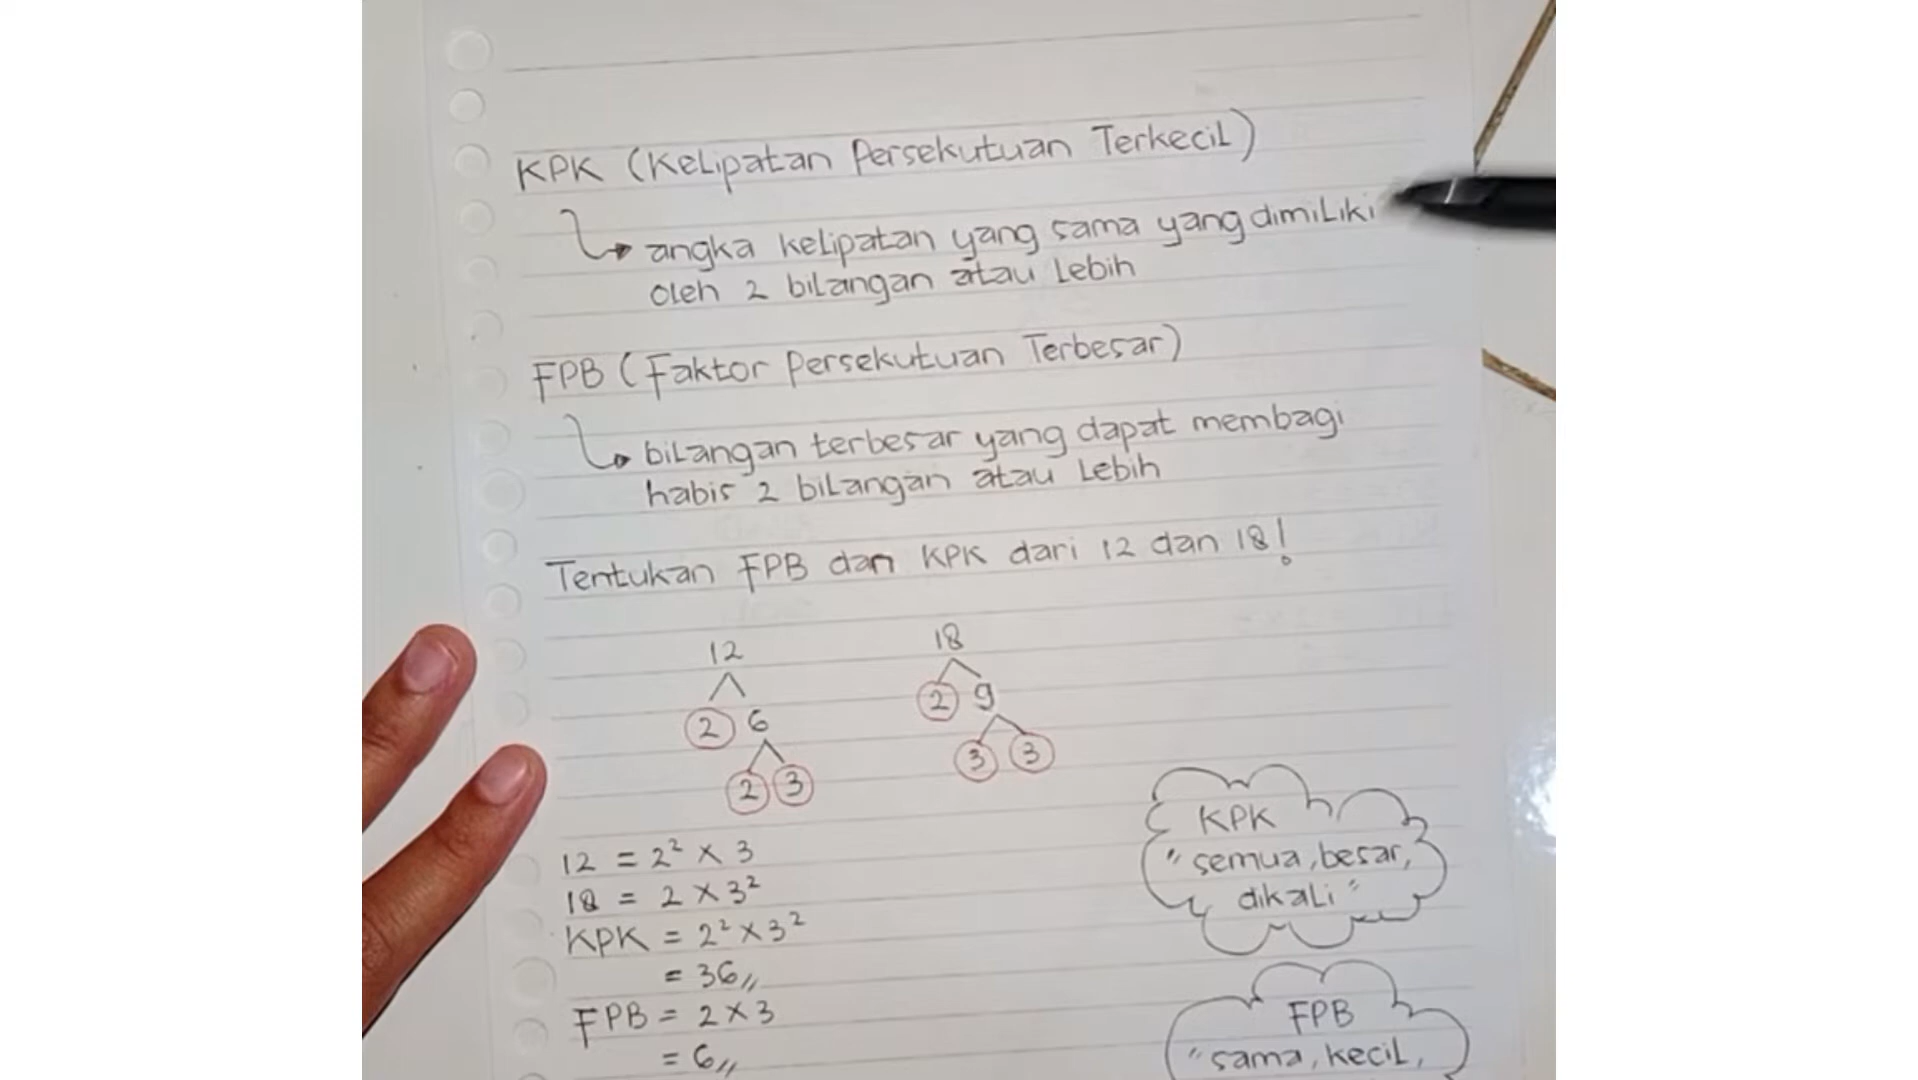 KPK (Kelipatan Persekutuan Terkecil)
angka kelipatan yang sama yang dimiliki
oleh 2 bilangan atau lebih
FPB (Faktor Persekutuan Terbesar)
bilangan terbesar yang dapat membagi
habis 2 bilangan atau lebih
Tentukan FPB dan KPK dari 12 dan 18!
12 18
2 6 2 9
2 3 3 3
12 = 2² × 3
18 = 2 × 3²
KPK = 2² × 3²
= 36,,
FPB = 2 × 3
= 6,,
KPK
"semua, besar,
dikali"
FPB
"sama, kecil,